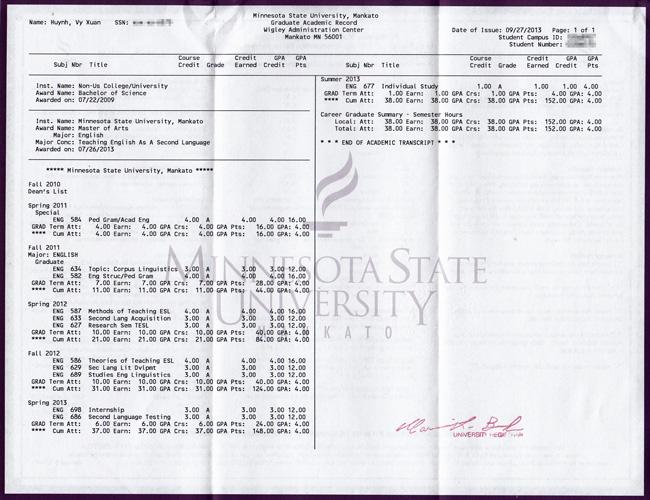 Minnesota State University, Mankato
Graduate Academic Record
Wigley Administration Center
Mankato MN 56001
Name: Huynh, Vy Xuan SSN:
Date of Issue: 09/27/2013 Page: 1 of 1
Student Campus ID:
Student Number:
Course Credit GPA GPA
Subj Nbr Title Credit Grade Earned Credit Pts
Inst. Name: Non-Us College/University
Award Name: Bachelor of Science
Awarded on: 07/22/2009
Inst. Name: Minnesota State University, Mankato
Award Name: Master of Arts
Major: English
Major Conc: Teaching English As A Second Language
Awarded on: 07/26/2013
***** Minnesota State University, Mankato *****
Fall 2010
Dean's List
Spring 2011
Special
ENG 584 Ped Gram/Acad Eng 4.00 A 4.00 4.00 16.00
GRAD Term Att: 4.00 Earn: 4.00 GPA Crs: 4.00 GPA Pts: 16.00 GPA: 4.00
**** Cum Att: 4.00 Earn: 4.00 GPA Crs: 4.00 GPA Pts: 16.00 GPA: 4.00
Fall 2011
Major: ENGLISH
Graduate
ENG 634 Topic: Corpus Linguistics 3.00 A 3.00 3.00 12.00
ENG 582 Eng Struc/Ped Gram 4.00 A 4.00 4.00 16.00
GRAD Term Att: 7.00 Earn: 7.00 GPA Crs: 7.00 GPA Pts: 28.00 GPA: 4.00
**** Cum Att: 11.00 Earn: 11.00 GPA Crs: 11.00 GPA Pts: 44.00 GPA: 4.00
Spring 2012
ENG 587 Methods of Teaching ESL 4.00 A 4.00 4.00 16.00
ENG 633 Second Lang Acquisition 3.00 A 3.00 3.00 12.00
ENG 627 Research Sem TESL 3.00 A 3.00 3.00 12.00
GRAD Term Att: 10.00 Earn: 10.00 GPA Crs: 10.00 GPA Pts: 40.00 GPA: 4.00
**** Cum Att: 21.00 Earn: 21.00 GPA Crs: 21.00 GPA Pts: 84.00 GPA: 4.00
Fall 2012
ENG 586 Theories of Teaching ESL 4.00 A 4.00 4.00 16.00
ENG 629 Sec Lang Lit Dvlpmt 3.00 A 3.00 3.00 12.00
ENG 689 Studies Eng Linguistics 3.00 A 3.00 3.00 12.00
GRAD Term Att: 10.00 Earn: 10.00 GPA Crs: 10.00 GPA Pts: 40.00 GPA: 4.00
**** Cum Att: 31.00 Earn: 31.00 GPA Crs: 31.00 GPA Pts: 124.00 GPA: 4.00
Spring 2013
ENG 698 Internship 3.00 A 3.00 3.00 12.00
ENG 686 Second Language Testing 3.00 A 3.00 3.00 12.00
GRAD Term Att: 6.00 Earn: 6.00 GPA Crs: 6.00 GPA Pts: 24.00 GPA: 4.00
**** Cum Att: 37.00 Earn: 37.00 GPA Crs: 37.00 GPA Pts: 148.00 GPA: 4.00
Course Credit GPA GPA
Subj Nbr Title Credit Grade Earned Credit Pts
Summer 2013
ENG 677 Individual Study 1.00 A 1.00 1.00 4.00
GRAD Term Att: 1.00 Earn: 1.00 GPA Crs: 1.00 GPA Pts: 4.00 GPA: 4.00
**** Cum Att: 38.00 Earn: 38.00 GPA Crs: 38.00 GPA Pts: 152.00 GPA: 4.00
Career Graduate Summary - Semester Hours
Local: Att: 38.00 Earn: 38.00 GPA Crs: 38.00 GPA Pts: 152.00 GPA: 4.00
Total: Att: 38.00 Earn: 38.00 GPA Crs: 38.00 GPA Pts: 152.00 GPA: 4.00
* * * END OF ACADEMIC TRANSCRIPT * * *
MINNESOTA STATE
UNIVERSITY
MANKATO
UNIVERSITY REGISTRAR